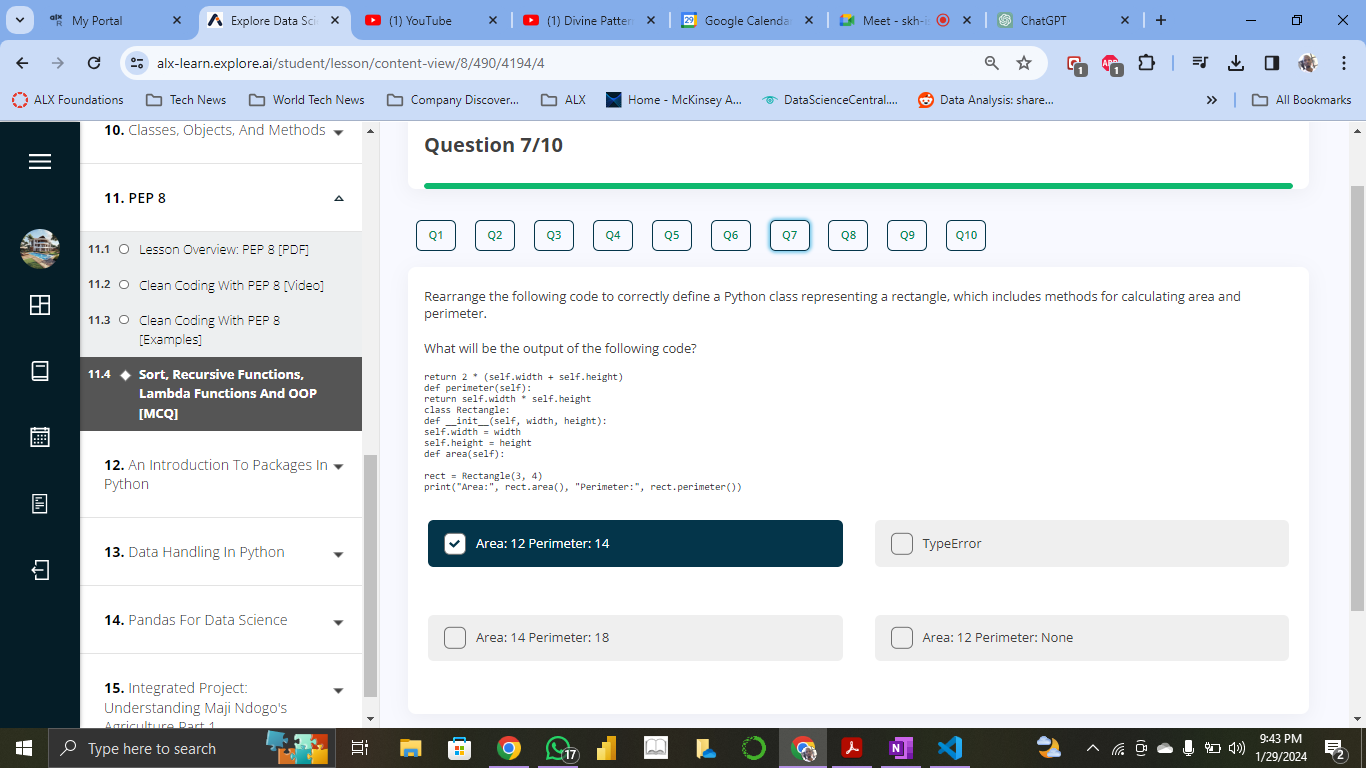 My Portal
Explore Data Sci
(1) YouTube
(1) Divine Patter
Google Calenda
Meet - skh-i
ChatGPT
alx-learn.explore.ai/student/lesson/content-view/8/490/4194/4
1
1
ALX Foundations
Tech News
World Tech News
Company Discover...
ALX
Home - McKinsey A...
DataScienceCentral....
Data Analysis: share...
All Bookmarks
10. Classes, Objects, And Methods
11. PEP 8
11.1 Lesson Overview: PEP 8 [PDF]
11.2 Clean Coding With PEP 8 [Video]
11.3 Clean Coding With PEP 8
[Examples]
11.4 Sort, Recursive Functions,
Lambda Functions And OOP
[MCQ]
12. An Introduction To Packages In
Python
13. Data Handling In Python
14. Pandas For Data Science
15. Integrated Project:
Understanding Maji Ndogo's
Agriculture Part 1
Question 7/10
Q1 Q2 Q3 Q4 Q5 Q6 Q7 Q8 Q9 Q10
Rearrange the following code to correctly define a Python class representing a rectangle, which includes methods for calculating area and
perimeter.
What will be the output of the following code?
return 2 * (self.width + self.height)
def perimeter(self):
return self.width * self.height
class Rectangle:
def __init__(self, width, height):
self.width = width
self.height = height
def area(self):
rect = Rectangle(3, 4)
print("Area:", rect.area(), "Perimeter:", rect.perimeter())
Area: 12 Perimeter: 14
TypeError
Area: 14 Perimeter: 18
Area: 12 Perimeter: None
Type here to search
17
9:43 PM
1/29/2024
2